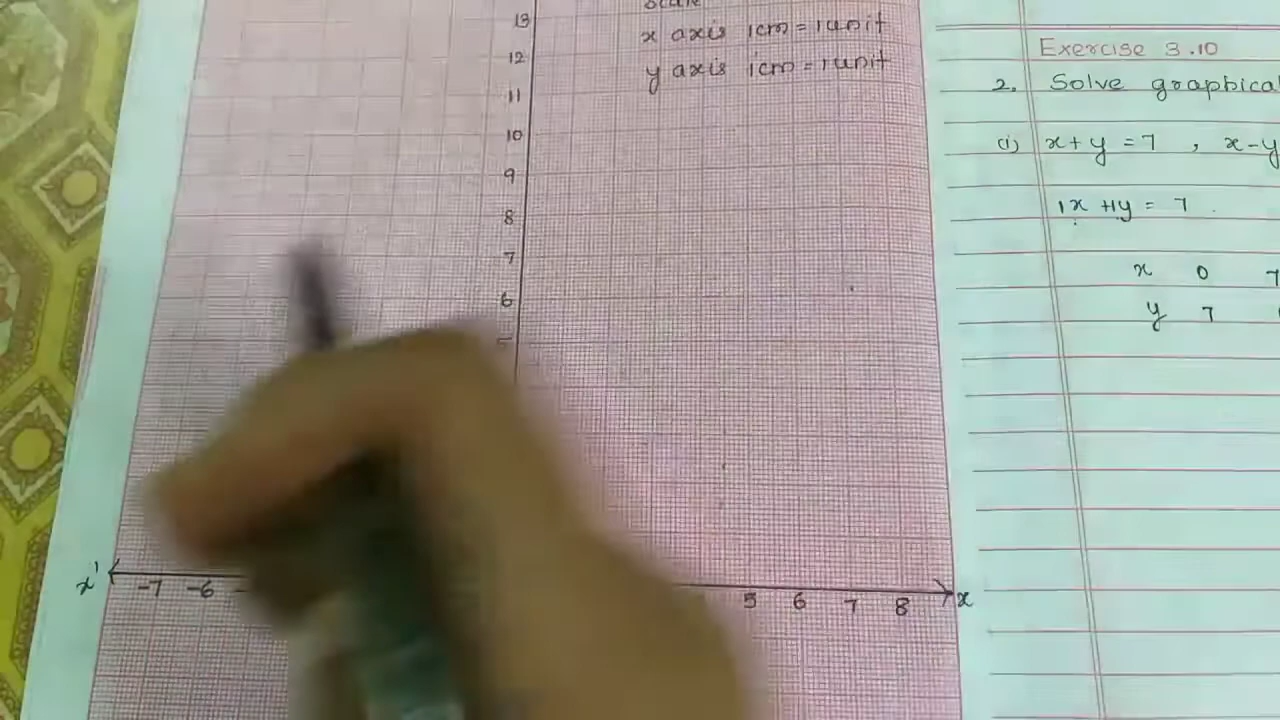 Scale
x axis 1cm = 1unit
y axis 1cm = 1unit
13
12
11
10
9
8
7
6
x' -7 -6 5 6 7 8 x
Exercise 3.10
2. Solve
(i) x + y = 7 , x - y
1x + 1y = 7
x 0 7
y 7